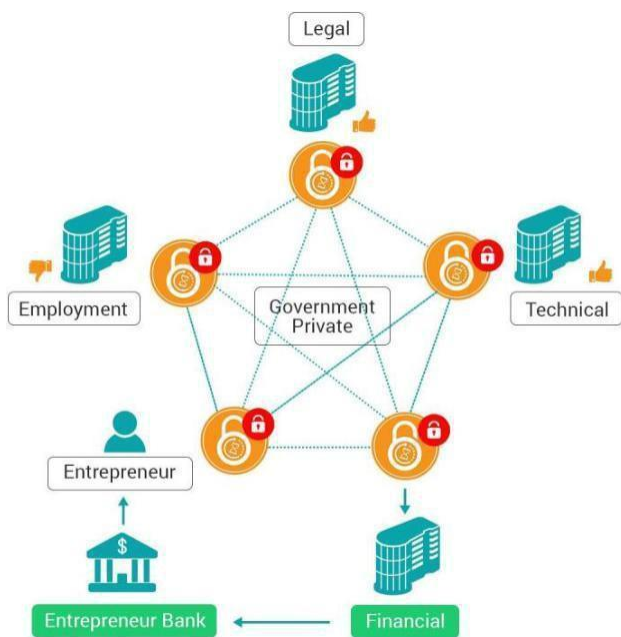 Legal
Employment
Technical
Government
Private
Entrepreneur
$
Entrepreneur Bank
Financial